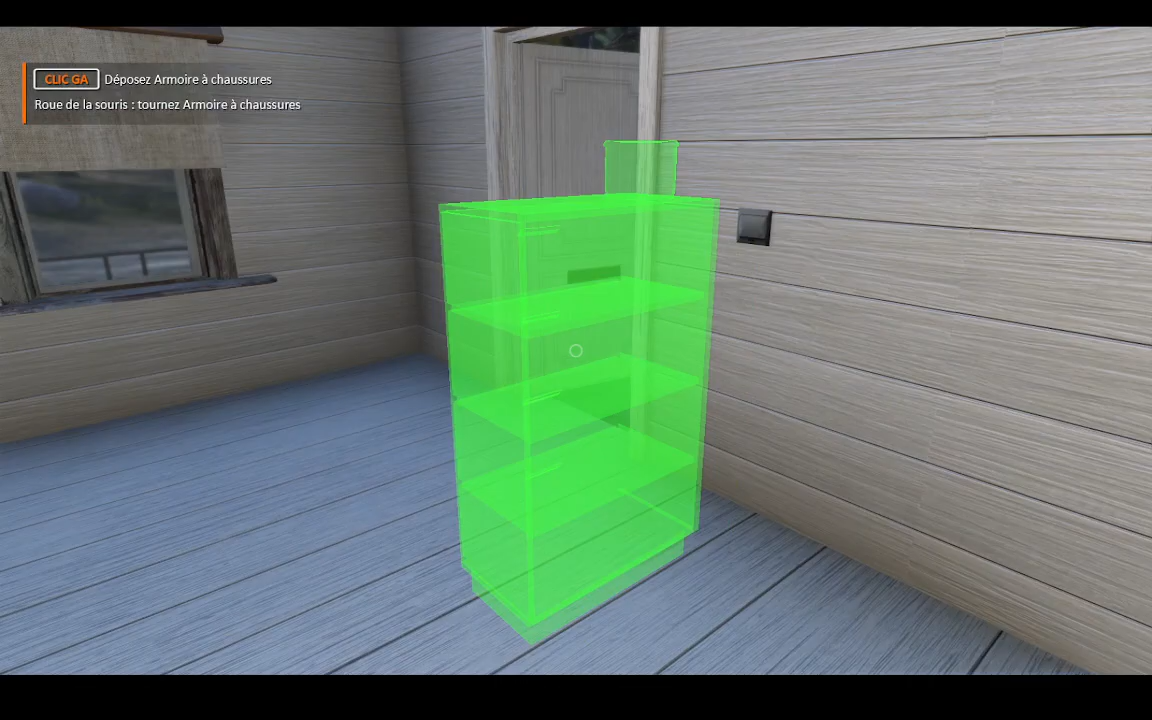 CLIC GA Déposez Armoire à chaussures
Roue de la souris : tournez Armoire à chaussures